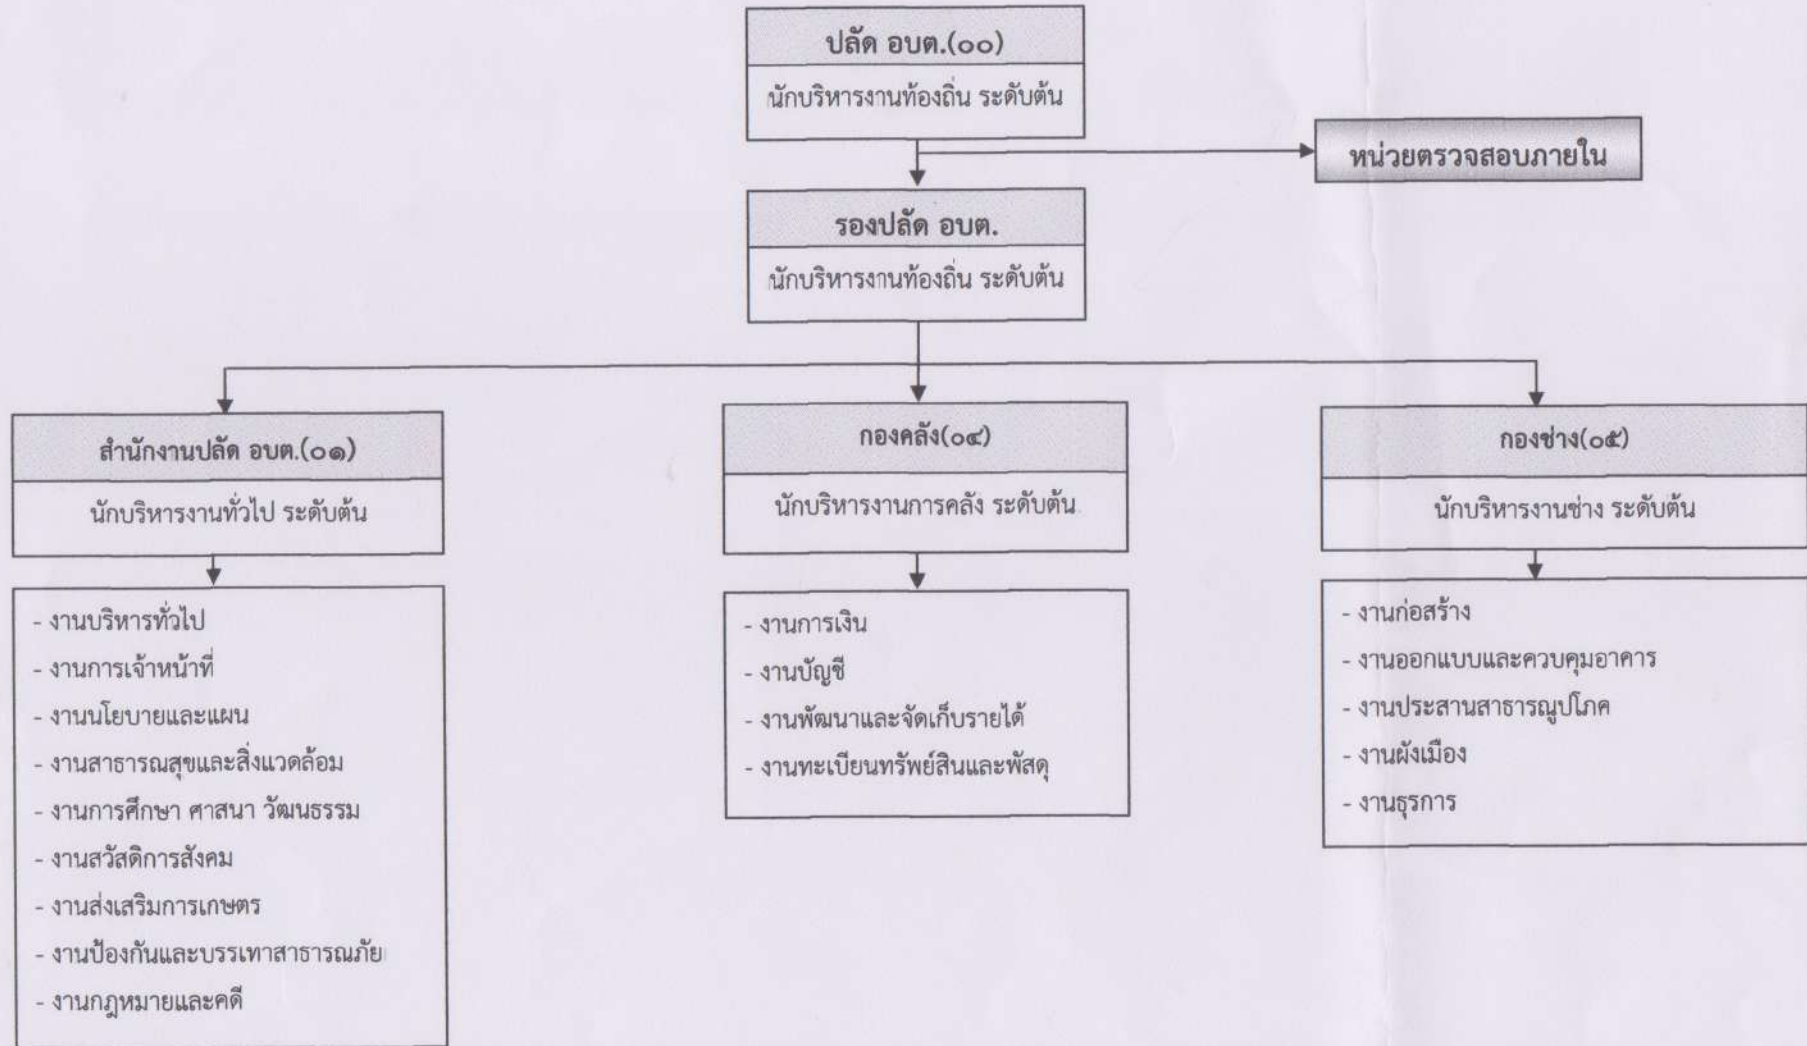 ปลัด อบต.(๐๐)
นักบริหารงานท้องถิ่น ระดับต้น
หน่วยตรวจสอบภายใน
รองปลัด อบต.
นักบริหารงานท้องถิ่น ระดับต้น
สำนักงานปลัด อบต.(๐๑)
นักบริหารงานทั่วไป ระดับต้น
- งานบริหารทั่วไป
- งานการเจ้าหน้าที่
- งานนโยบายและแผน
- งานสาธารณสุขและสิ่งแวดล้อม
- งานการศึกษา ศาสนา วัฒนธรรม
- งานสวัสดิการสังคม
- งานส่งเสริมการเกษตร
- งานป้องกันและบรรเทาสาธารณภัย
- งานกฎหมายและคดี
กองคลัง(๐๔)
นักบริหารงานการคลัง ระดับต้น
- งานการเงิน
- งานบัญชี
- งานพัฒนาและจัดเก็บรายได้
- งานทะเบียนทรัพย์สินและพัสดุ
กองช่าง(๐๕)
นักบริหารงานช่าง ระดับต้น
- งานก่อสร้าง
- งานออกแบบและควบคุมอาคาร
- งานประสานสาธารณูปโภค
- งานผังเมือง
- งานธุรการ